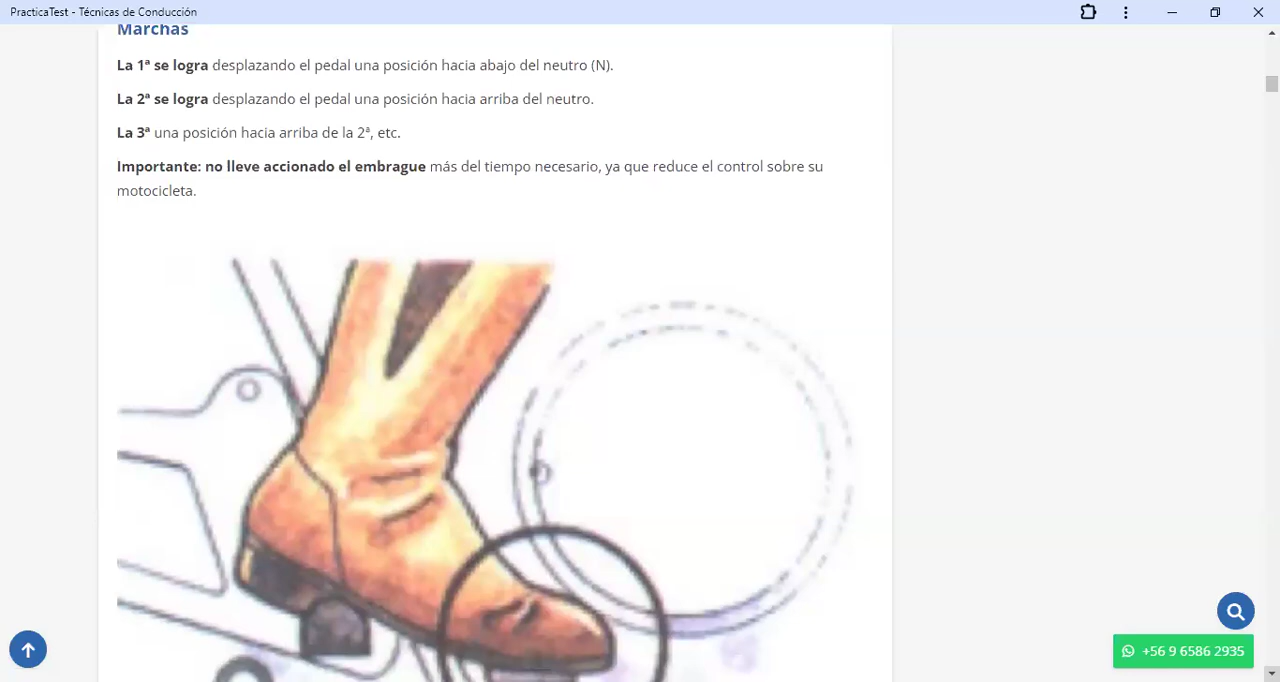 PracticaTest - Técnicas de Conducción
Marchas
La 1ª se logra desplazando el pedal una posición hacia abajo del neutro (N).
La 2ª se logra desplazando el pedal una posición hacia arriba del neutro.
La 3ª una posición hacia arriba de la 2ª, etc.
Importante: no lleve accionado el embrague más del tiempo necesario, ya que reduce el control sobre su
motocicleta.
+56 9 6586 2935